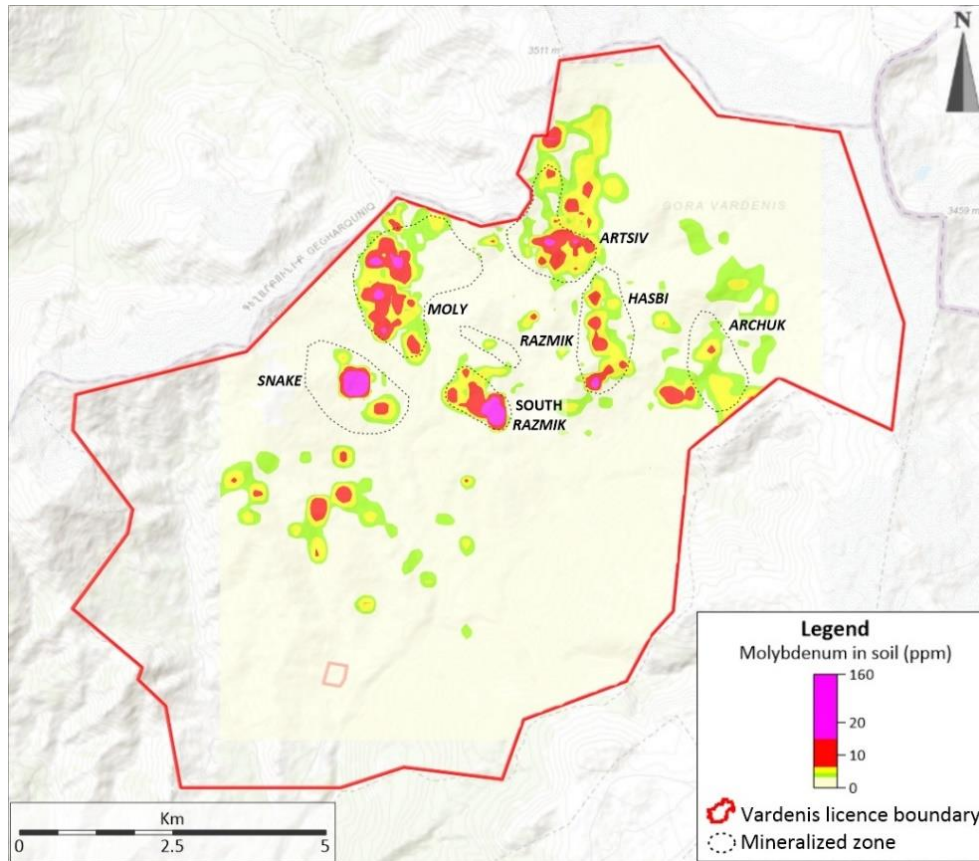 N
3511 m
GORA VARDENIS
3459 m
ARTSIV
HASBI
MOLY
RAZMIK
ARCHUK
SNAKE
SOUTH
RAZMIK
Legend
Molybdenum in soil (ppm)
160
20
10
0
Vardenis licence boundary
Mineralized zone
Km
0 2.5 5